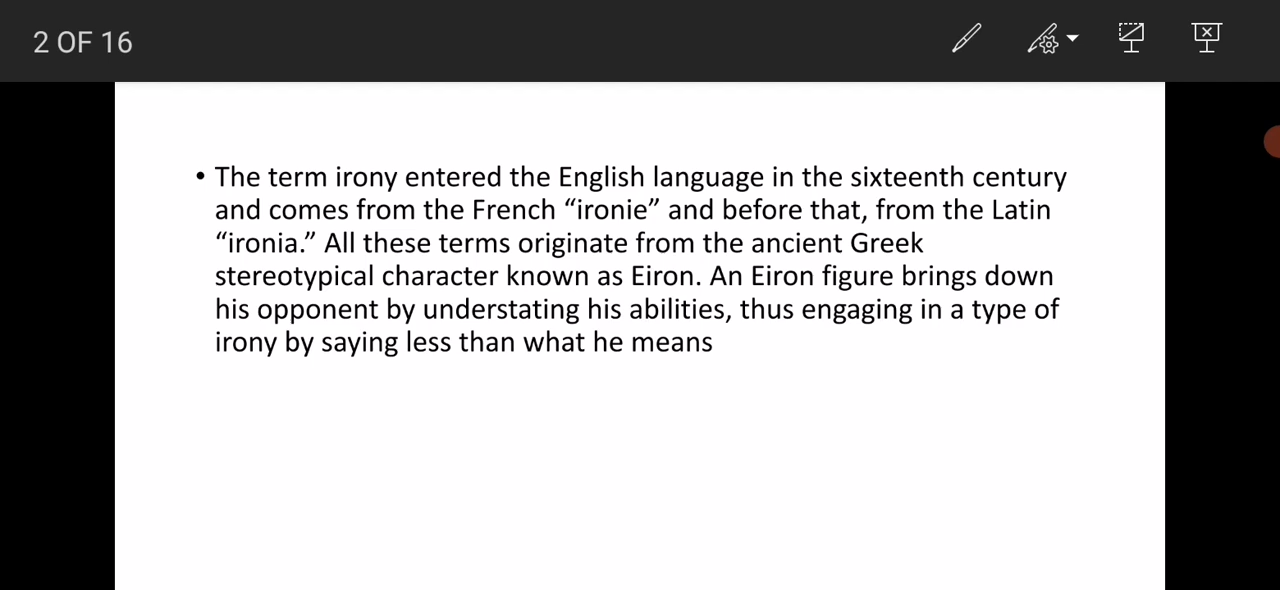 2 OF 16
• The term irony entered the English language in the sixteenth century
and comes from the French “ironie” and before that, from the Latin
“ironia.” All these terms originate from the ancient Greek
stereotypical character known as Eiron. An Eiron figure brings down
his opponent by understating his abilities, thus engaging in a type of
irony by saying less than what he means